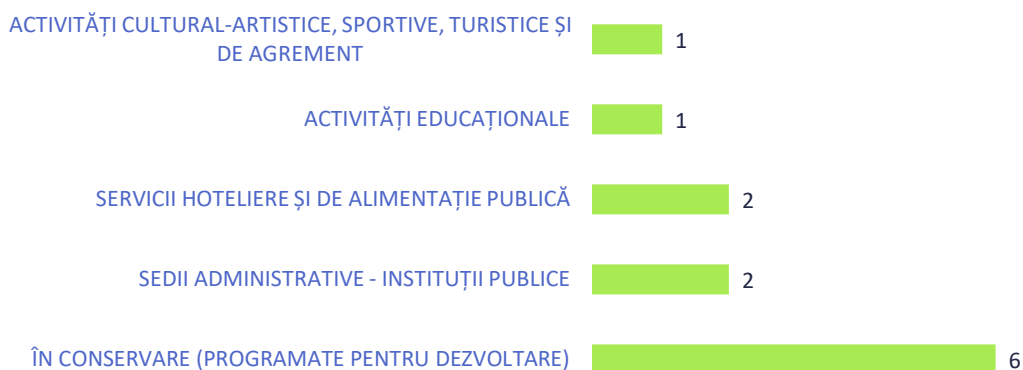 ACTIVITĂȚI CULTURAL-ARTISTICE, SPORTIVE, TURISTICE ȘI
DE AGREMENT
1
ACTIVITĂȚI EDUCAȚIONALE
1
SERVICII HOTELIERE ȘI DE ALIMENTAȚIE PUBLICĂ
2
SEDII ADMINISTRATIVE - INSTITUȚII PUBLICE
2
ÎN CONSERVARE (PROGRAMATE PENTRU DEZVOLTARE)
6